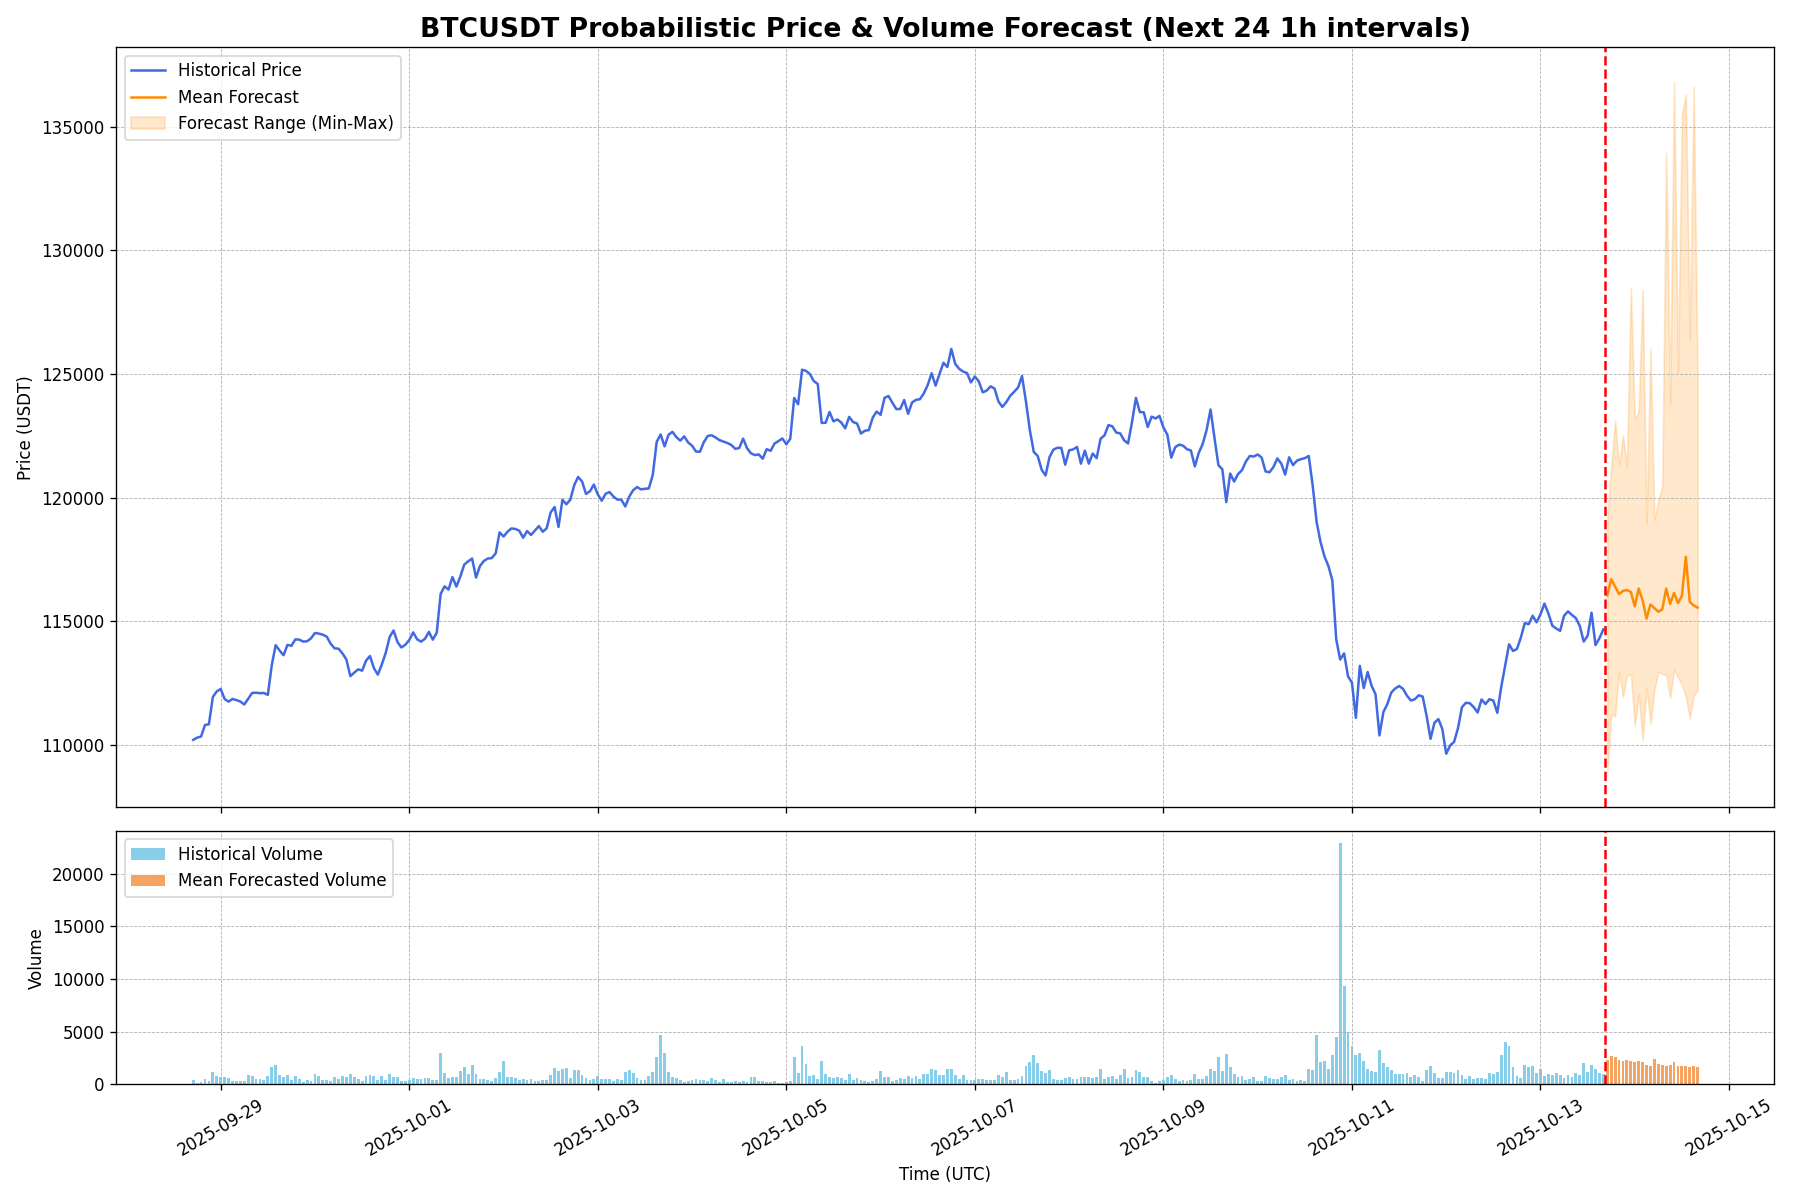 BTCUSDT Probabilistic Price & Volume Forecast (Next 24 1h intervals)
Historical Price
Mean Forecast
Forecast Range (Min-Max)
135000
130000
125000
120000
115000
110000
Price (USDT)
Historical Volume
Mean Forecasted Volume
20000
15000
10000
5000
0
Volume
2025-09-29
2025-10-01
2025-10-03
2025-10-05
2025-10-07
2025-10-09
2025-10-11
2025-10-13
2025-10-15
Time (UTC)